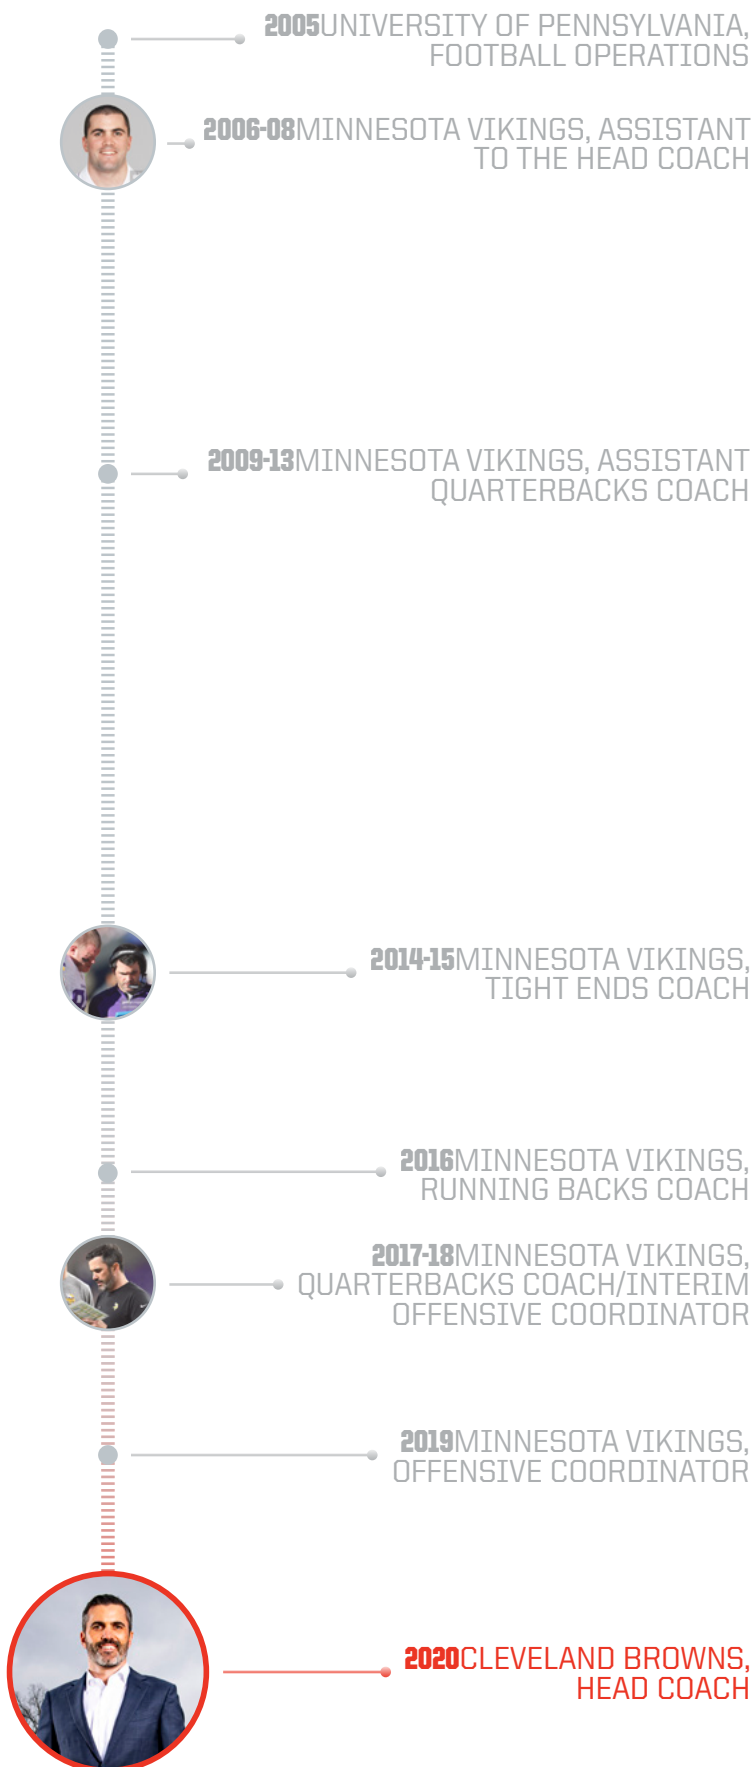 2005UNIVERSITY OF PENNSYLVANIA,
FOOTBALL OPERATIONS
2006-08MINNESOTA VIKINGS, ASSISTANT
TO THE HEAD COACH
2009-13MINNESOTA VIKINGS, ASSISTANT
QUARTERBACKS COACH
2014-15MINNESOTA VIKINGS,
TIGHT ENDS COACH
2016MINNESOTA VIKINGS,
RUNNING BACKS COACH
2017-18MINNESOTA VIKINGS,
QUARTERBACKS COACH/INTERIM
OFFENSIVE COORDINATOR
2019MINNESOTA VIKINGS,
OFFENSIVE COORDINATOR
2020CLEVELAND BROWNS,
HEAD COACH